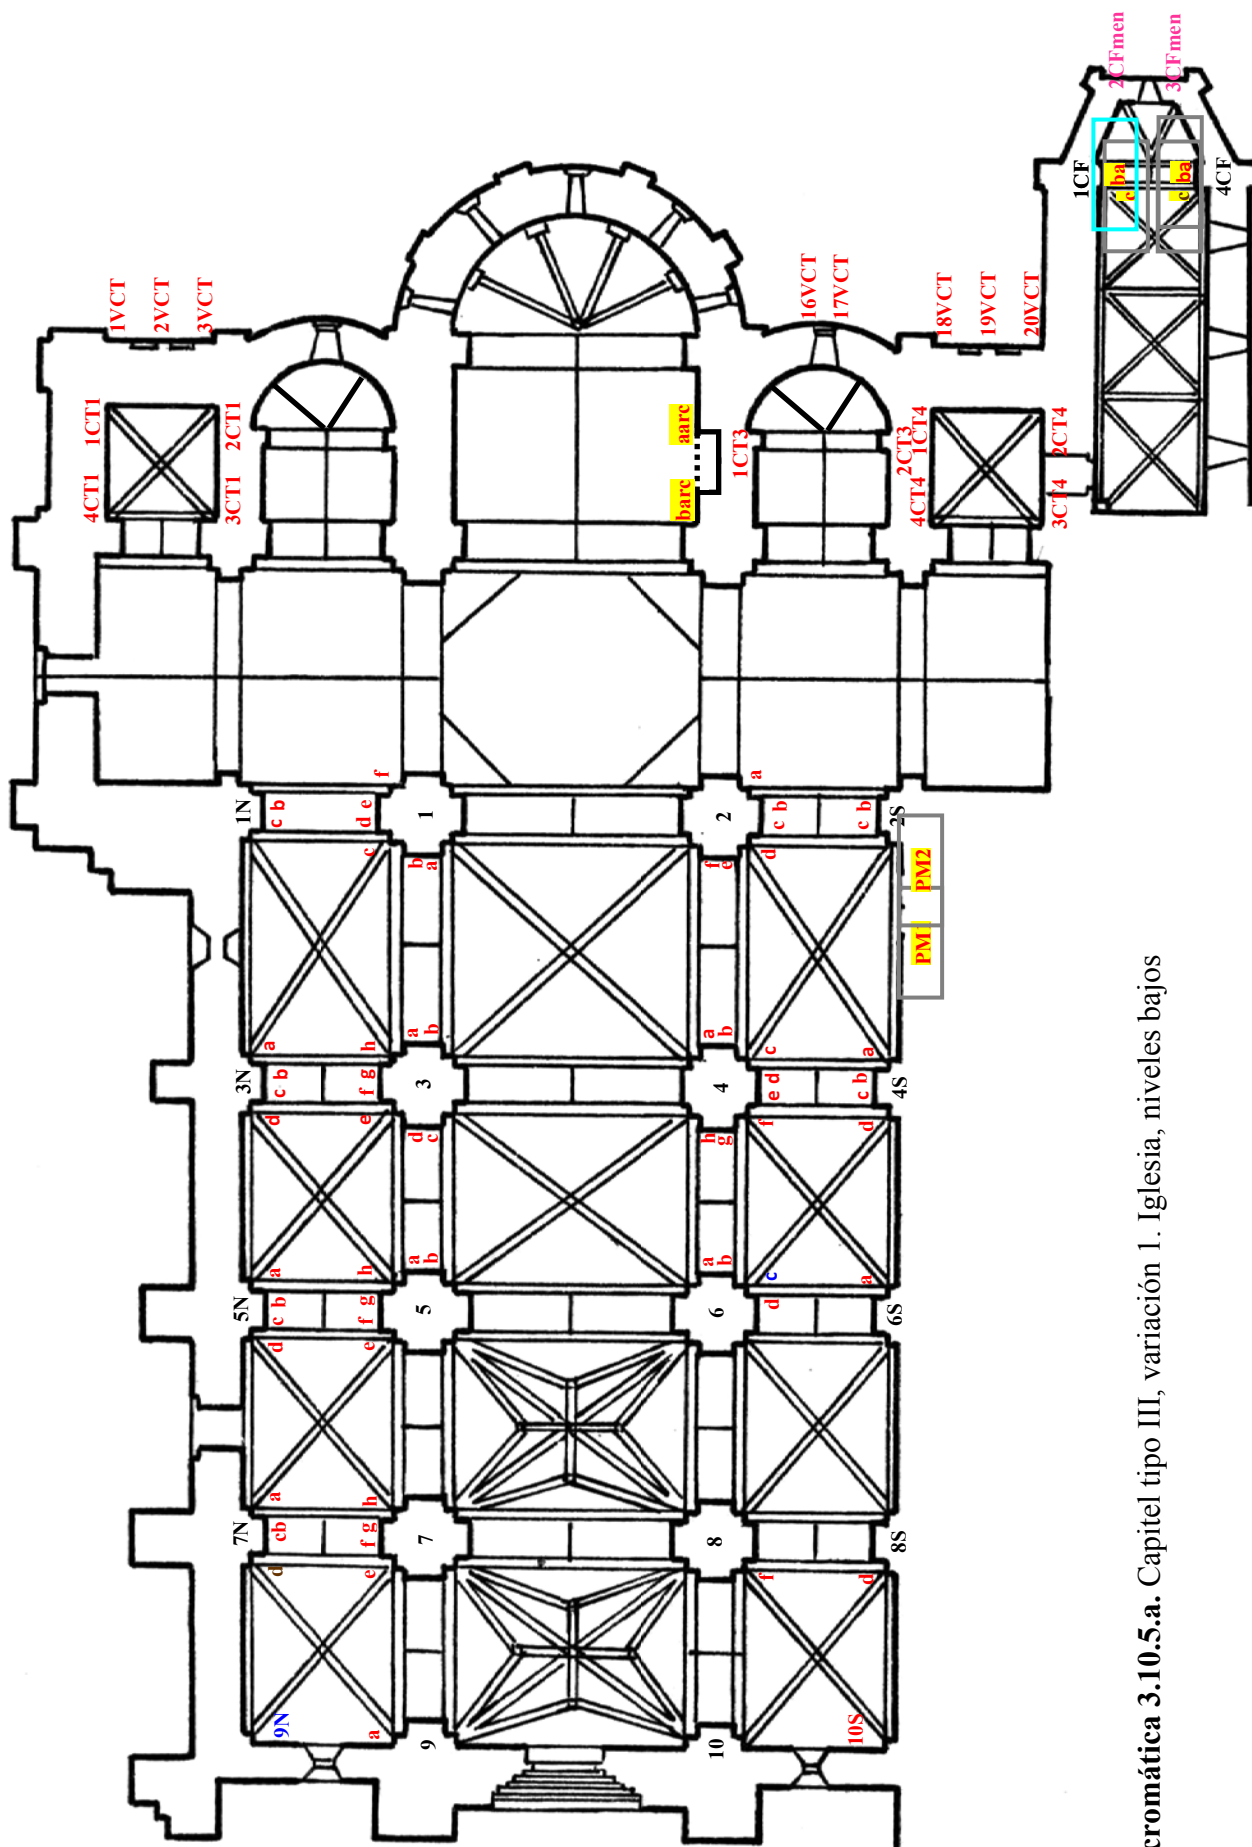 2CFmen
3CFmen
1CF
c ba
c ba
4CF
1VCT
2VCT
3VCT
16VCT
17VCT
18VCT
19VCT
20VCT
4CT1
1CT1
3CT1
2CT1
barc
aarc
1CT3
2CT3
4CT4
1CT4
3CT4
2CT4
1N
c b
d e
f
1
2
a
c b
c b
2S
c
b
a
f
e
d
PM1
PM2
a
h
a
b
a
b
c
a
3N
c b
f g
3
4
e d
c b
4S
d
e
d
c
h
g
f
d
a
h
a
b
a
b
c
a
5N
c b
f g
5
6
d
6S
d
e
a
h
7N
cb
f g
7
8
8S
d
e
f
d
9N
a
9
10
10S
cromática 3.10.5.a. Capitel tipo III, variación 1. Iglesia, niveles bajos